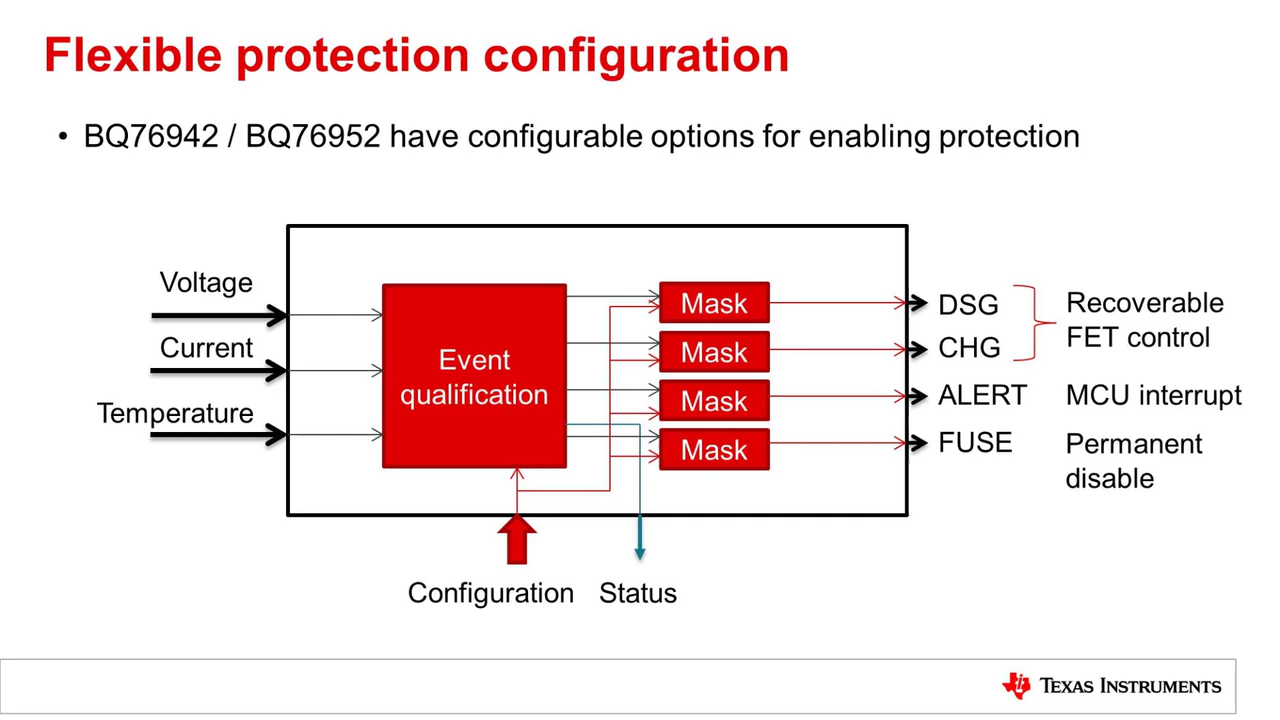 Flexible protection configuration
• BQ76942 / BQ76952 have configurable options for enabling protection
Voltage
Current
Temperature
Event
qualification
Mask
Mask
Mask
Mask
DSG
CHG
ALERT
FUSE
Recoverable
FET control
MCU interrupt
Permanent
disable
Configuration
Status
TEXAS INSTRUMENTS